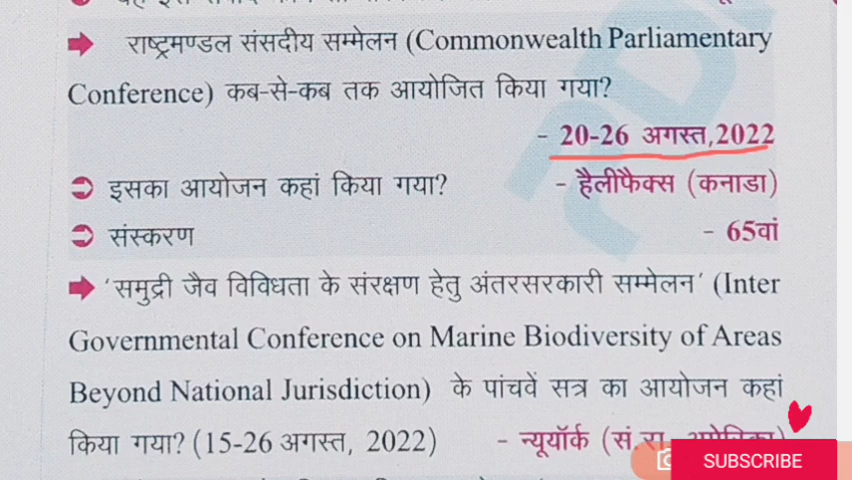 राष्ट्रमण्डल संसदीय सम्मेलन (Commonwealth Parliamentary
Conference) कब-से-कब तक आयोजित किया गया?
- 20-26 अगस्त,2022
इसका आयोजन कहां किया गया? - हैलीफैक्स (कनाडा)
संस्करण - 65वां
'समुद्री जैव विविधता के संरक्षण हेतु अंतरसरकारी सम्मेलन' (Inter
Governmental Conference on Marine Biodiversity of Areas
Beyond National Jurisdiction) के पांचवें सत्र का आयोजन कहां
किया गया? (15-26 अगस्त, 2022) - न्यूयॉर्क (सं.रा. अमेरिका)
SUBSCRIBE